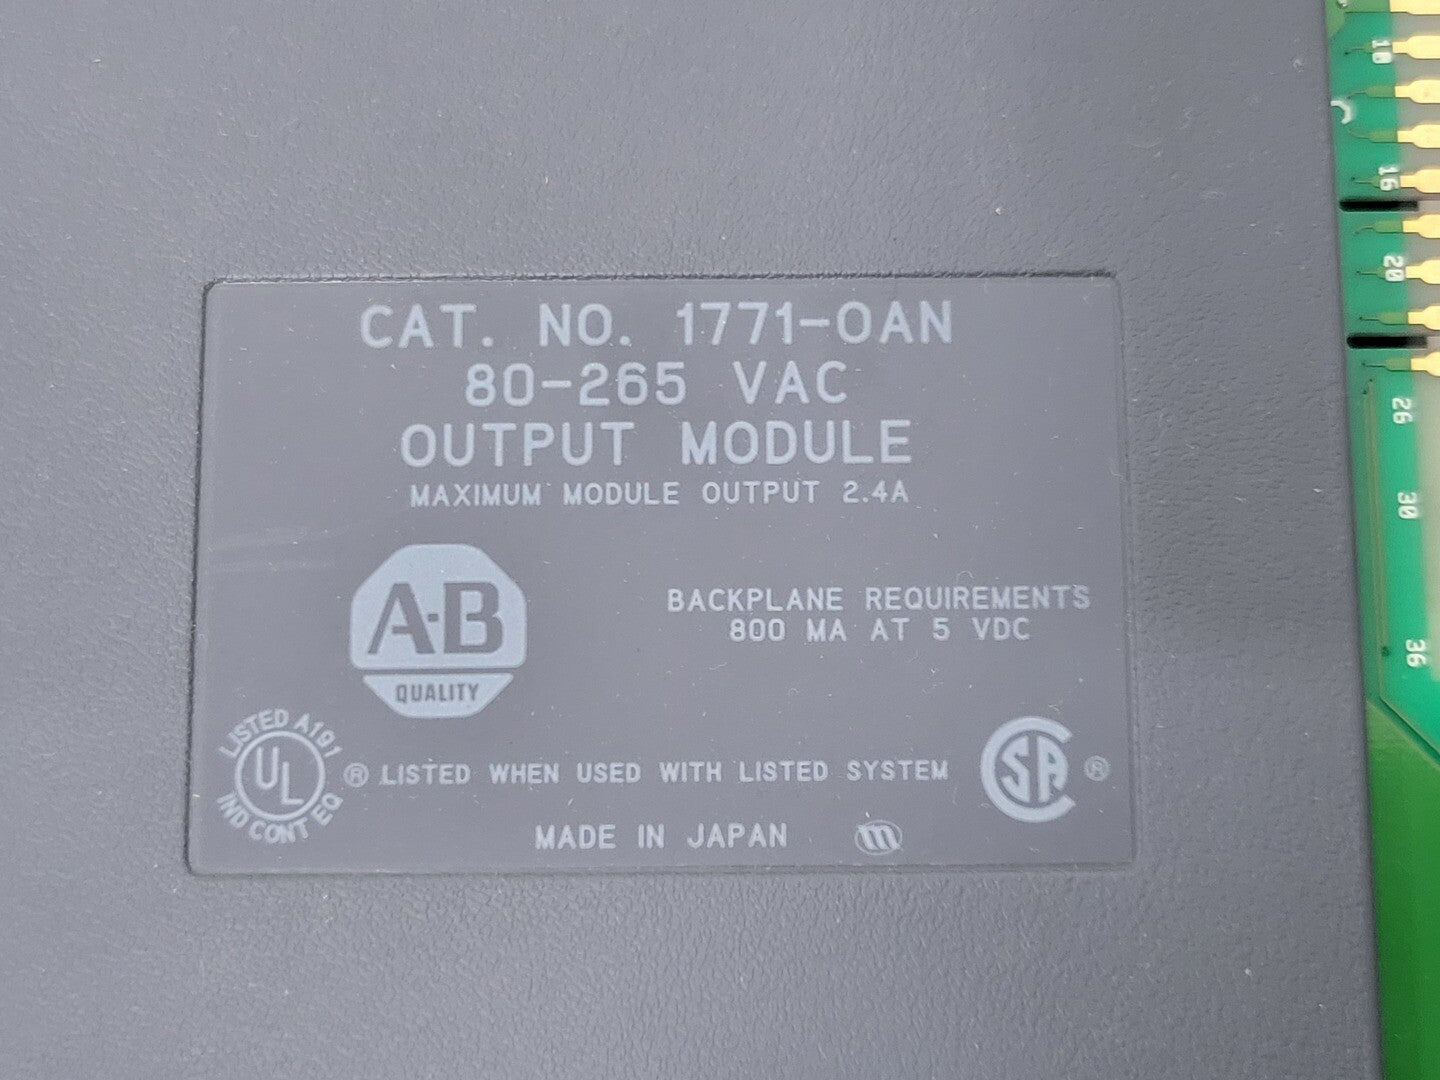 CAT. NO. 1771-OAN
80-265 VAC
OUTPUT MODULE
MAXIMUM MODULE OUTPUT 2.4A
A-B
QUALITY
BACKPLANE REQUIREMENTS
800 MA AT 5 VDC
LISTED A191
UL
IND CONT EQ
® LISTED WHEN USED WITH LISTED SYSTEM
SA ®
MADE IN JAPAN
10
16
20
26
30
36